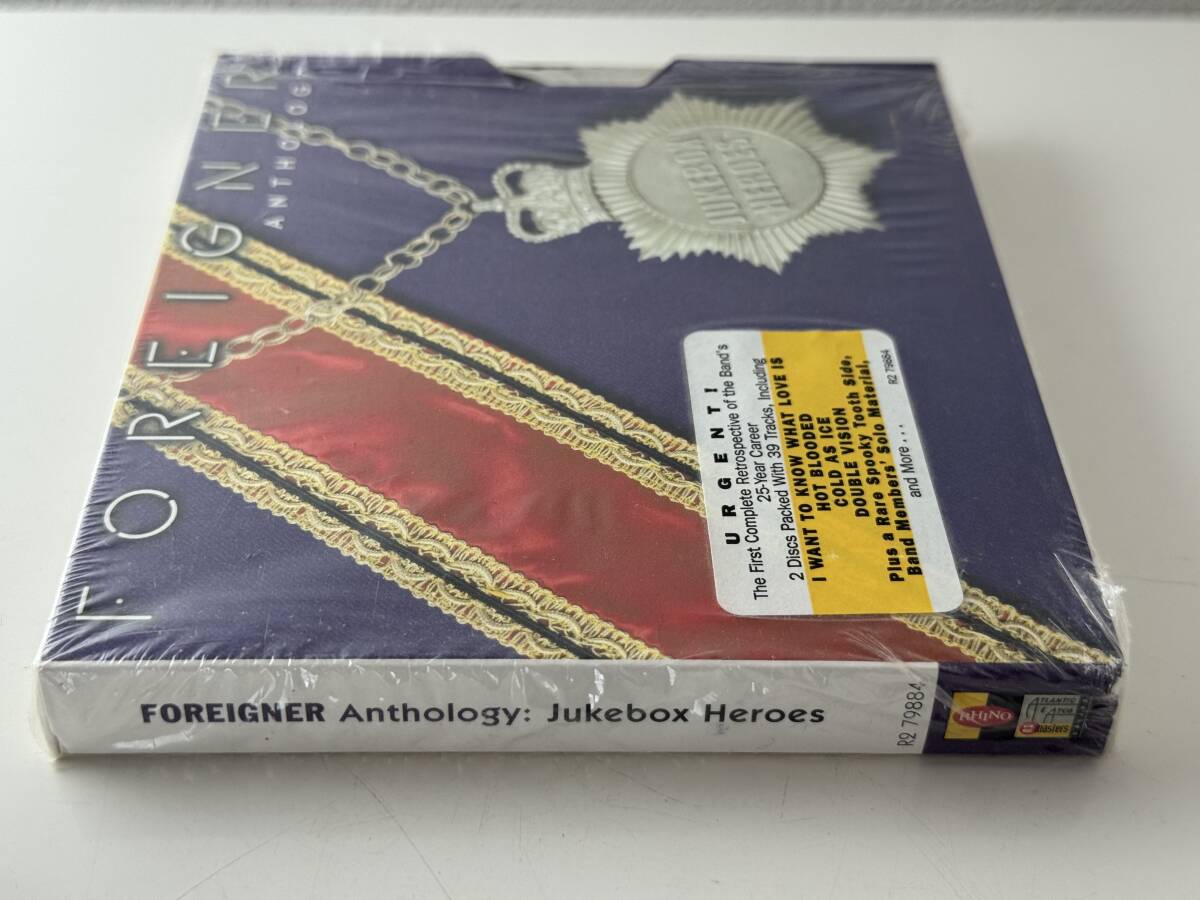 FOREIGNER
ANTHOLOGY
JUKEBOX
HEROES
URGENT!
The First Complete Retrospective of the Band's
25-Year Career
2 Discs Packed With 39 Tracks, Including
I WANT TO KNOW WHAT LOVE IS
HOT BLOODED
COLD AS ICE
DOUBLE VISION
Plus a Rare Spooky Tooth Side,
Band Members' Solo Material,
and More...
R2 79884
FOREIGNER Anthology: Jukebox Heroes
R2 79884
RHINO
ATLANTIC
& ATCO
Remasters